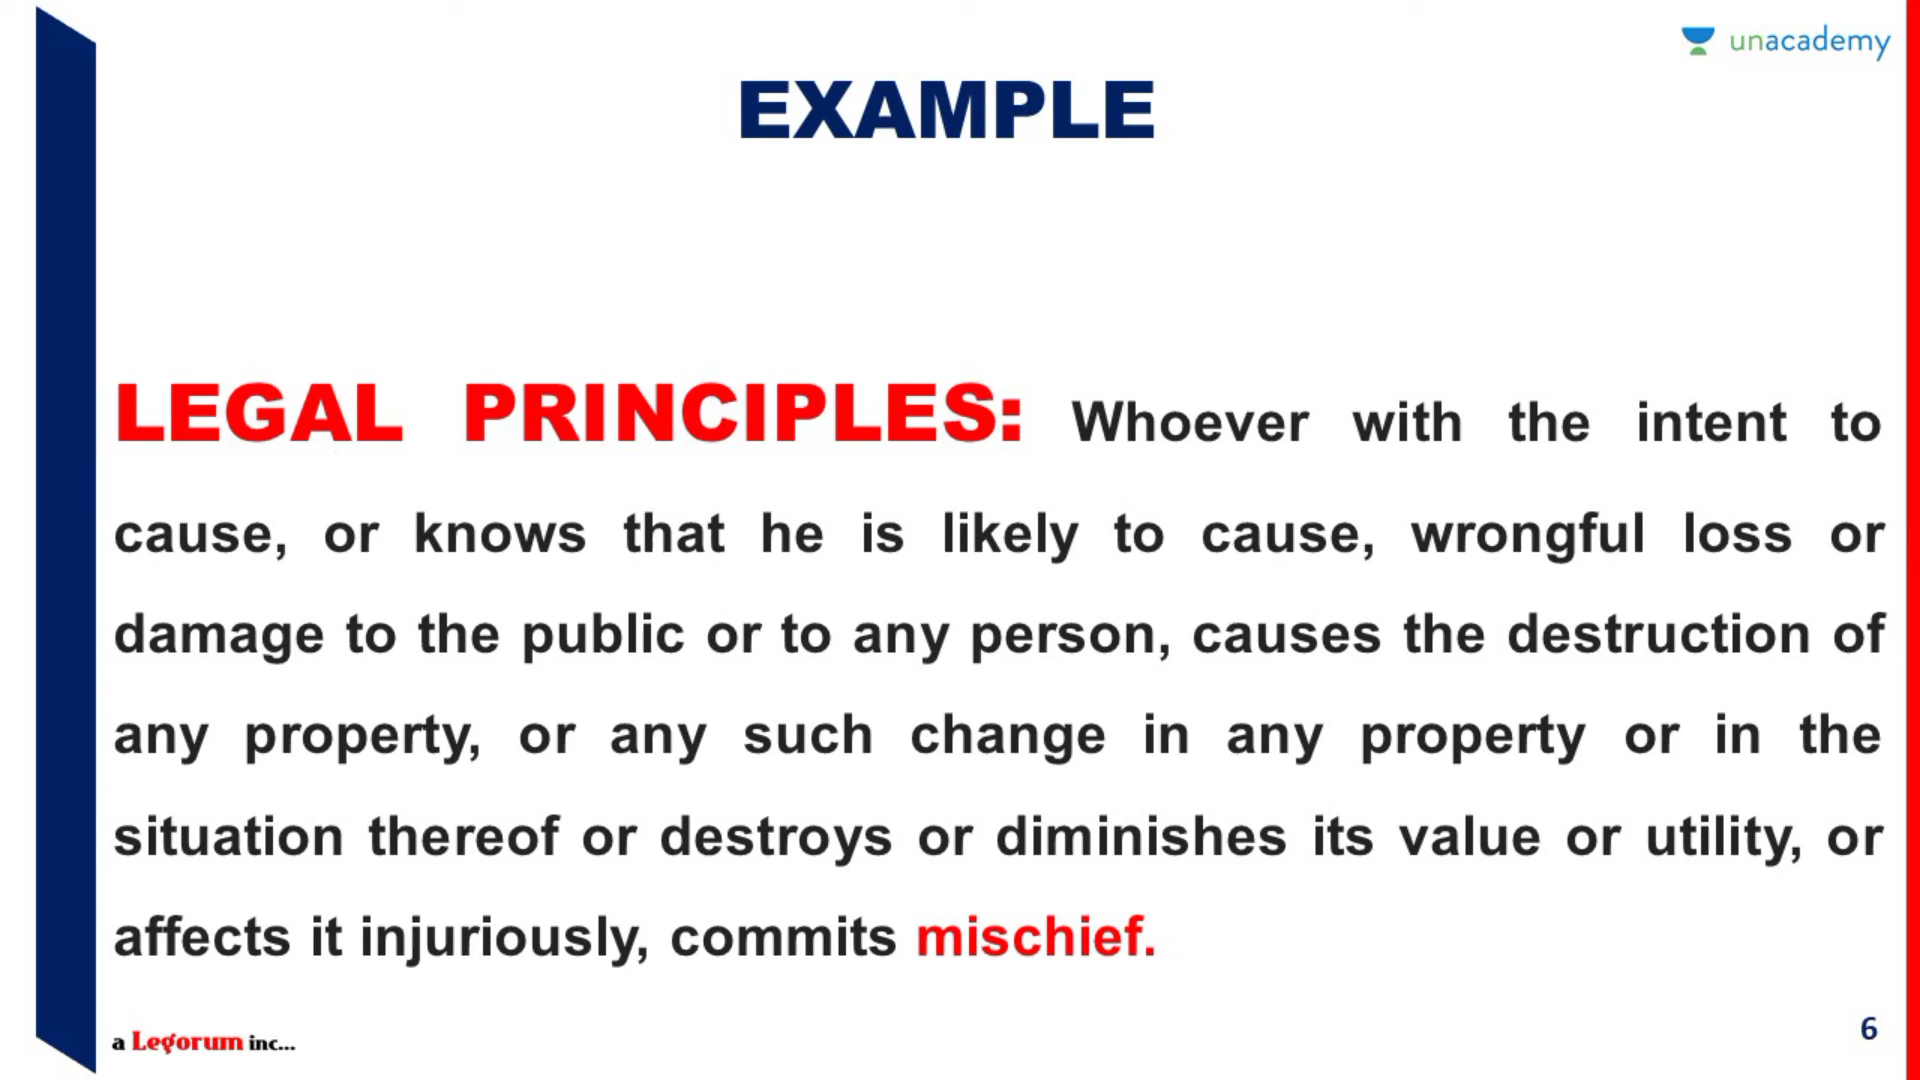 unacademy
EXAMPLE
LEGAL PRINCIPLES: Whoever with the intent to
cause, or knows that he is likely to cause, wrongful loss or
damage to the public or to any person, causes the destruction of
any property, or any such change in any property or in the
situation thereof or destroys or diminishes its value or utility, or
affects it injuriously, commits mischief.
a Legorum inc...
6